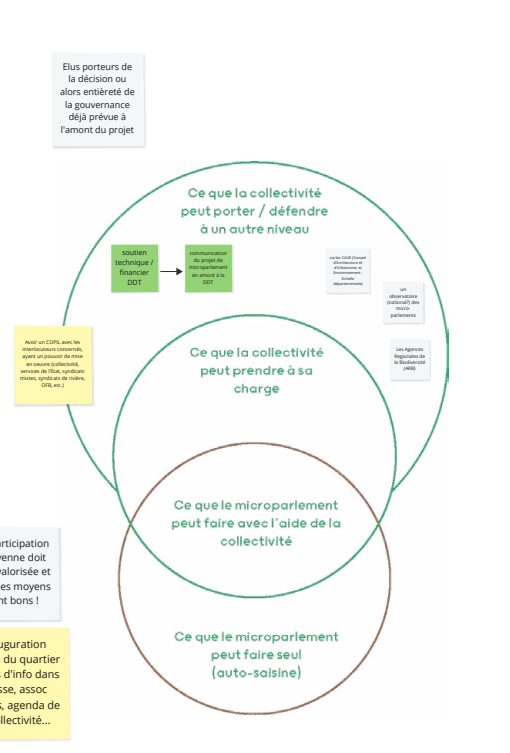 Elus porteurs de
la décision ou
alors entièreté de
la gouvernance
déjà prévue à
l'amont du projet
Ce que la collectivité
peut porter / défendre
à un autre niveau
soutien
technique /
financier
DDT
communication
du projet de
microparlement
en amont à la
DDT
via les CAUE (Conseil
d'Architecture et
d'Urbanisme, et
Environnement -
Echelle
départementale)
un
observatoire
(national?) des
micro-
parlements
Les Agences
Regionales de
la Biodiversité
(ARB)
Avoir un COPIL avec les
interlocuteurs concernés,
ayant un pouvoir de mise
en oeuvre (collectivité,
services de l'Etat, syndicats
mixtes, syndicats de rivière,
OFB, etc.)
Ce que la collectivité
peut prendre à sa
charge
Ce que le microparlement
peut faire avec l'aide de la
collectivité
articipation
yenne doit
valorisée et
es moyens
nt bons !
uguration
du quartier
s d'info dans
sse, assoc
s, agenda de
llectivité...
Ce que le microparlement
peut faire seul
(auto-saisine)